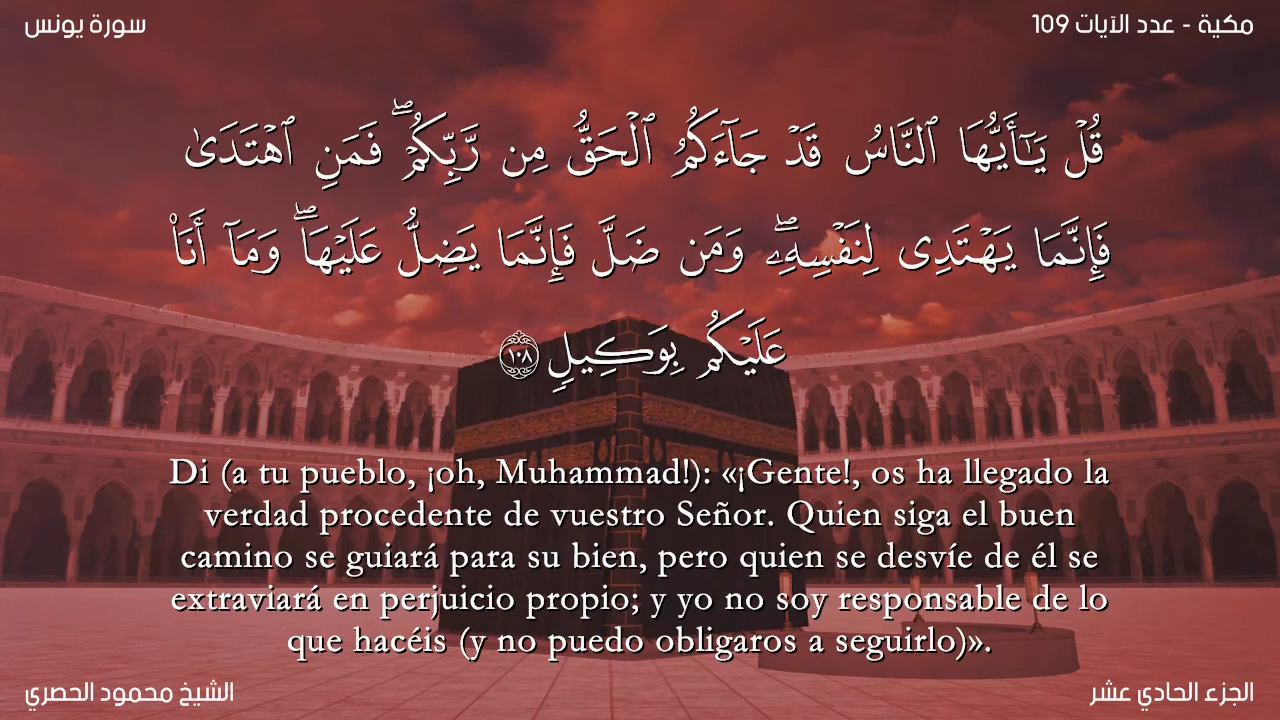 مكية - عدد الآيات 109
سورة يونس
قُلْ يَـٰٓأَيُّهَا ٱلنَّاسُ قَدْ جَآءَكُمُ ٱلْحَقُّ مِن رَّبِّكُمْ ۖ فَمَنِ ٱهْتَدَىٰ
فَإِنَّمَا يَهْتَدِى لِنَفْسِهِۦ ۖ وَمَن ضَلَّ فَإِنَّمَا يَضِلُّ عَلَيْهَا ۖ وَمَآ أَنَا۠
عَلَيْكُم بِوَكِيلٍ ١٠٨
Di (a tu pueblo, ¡oh, Muhammad!): «¡Gente!, os ha llegado la
verdad procedente de vuestro Señor. Quien siga el buen
camino se guiará para su bien, pero quien se desvíe de él se
extraviará en perjuicio propio; y yo no soy responsable de lo
que hacéis (y no puedo obligaros a seguirlo)».
الجزء الحادي عشر
الشيخ محمود الحصري